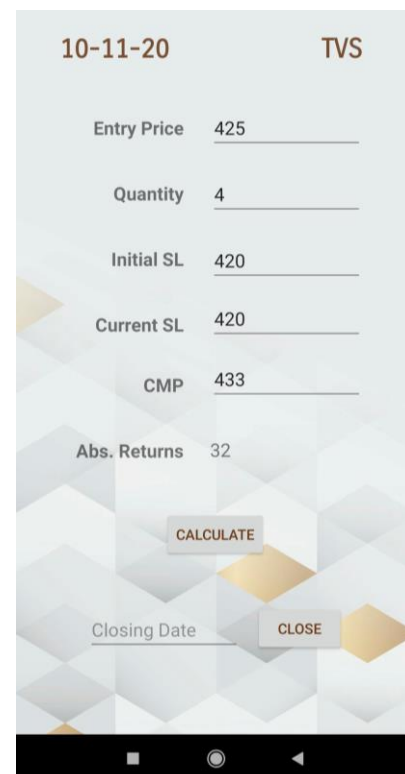 10-11-20 TVS
Entry Price 425
Quantity 4
Initial SL 420
Current SL 420
CMP 433
Abs. Returns 32
CALCULATE
Closing Date CLOSE